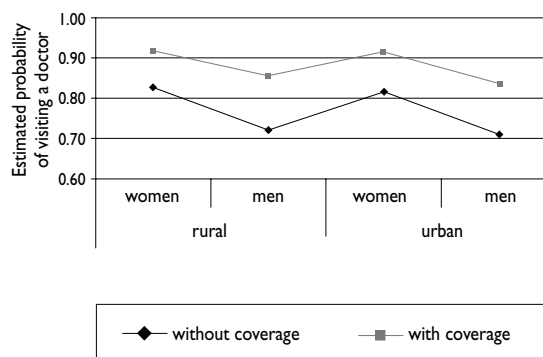 Estimated probability
of visiting a doctor
1.00
0.90
0.80
0.70
0.60
women men women men
rural urban
without coverage with coverage